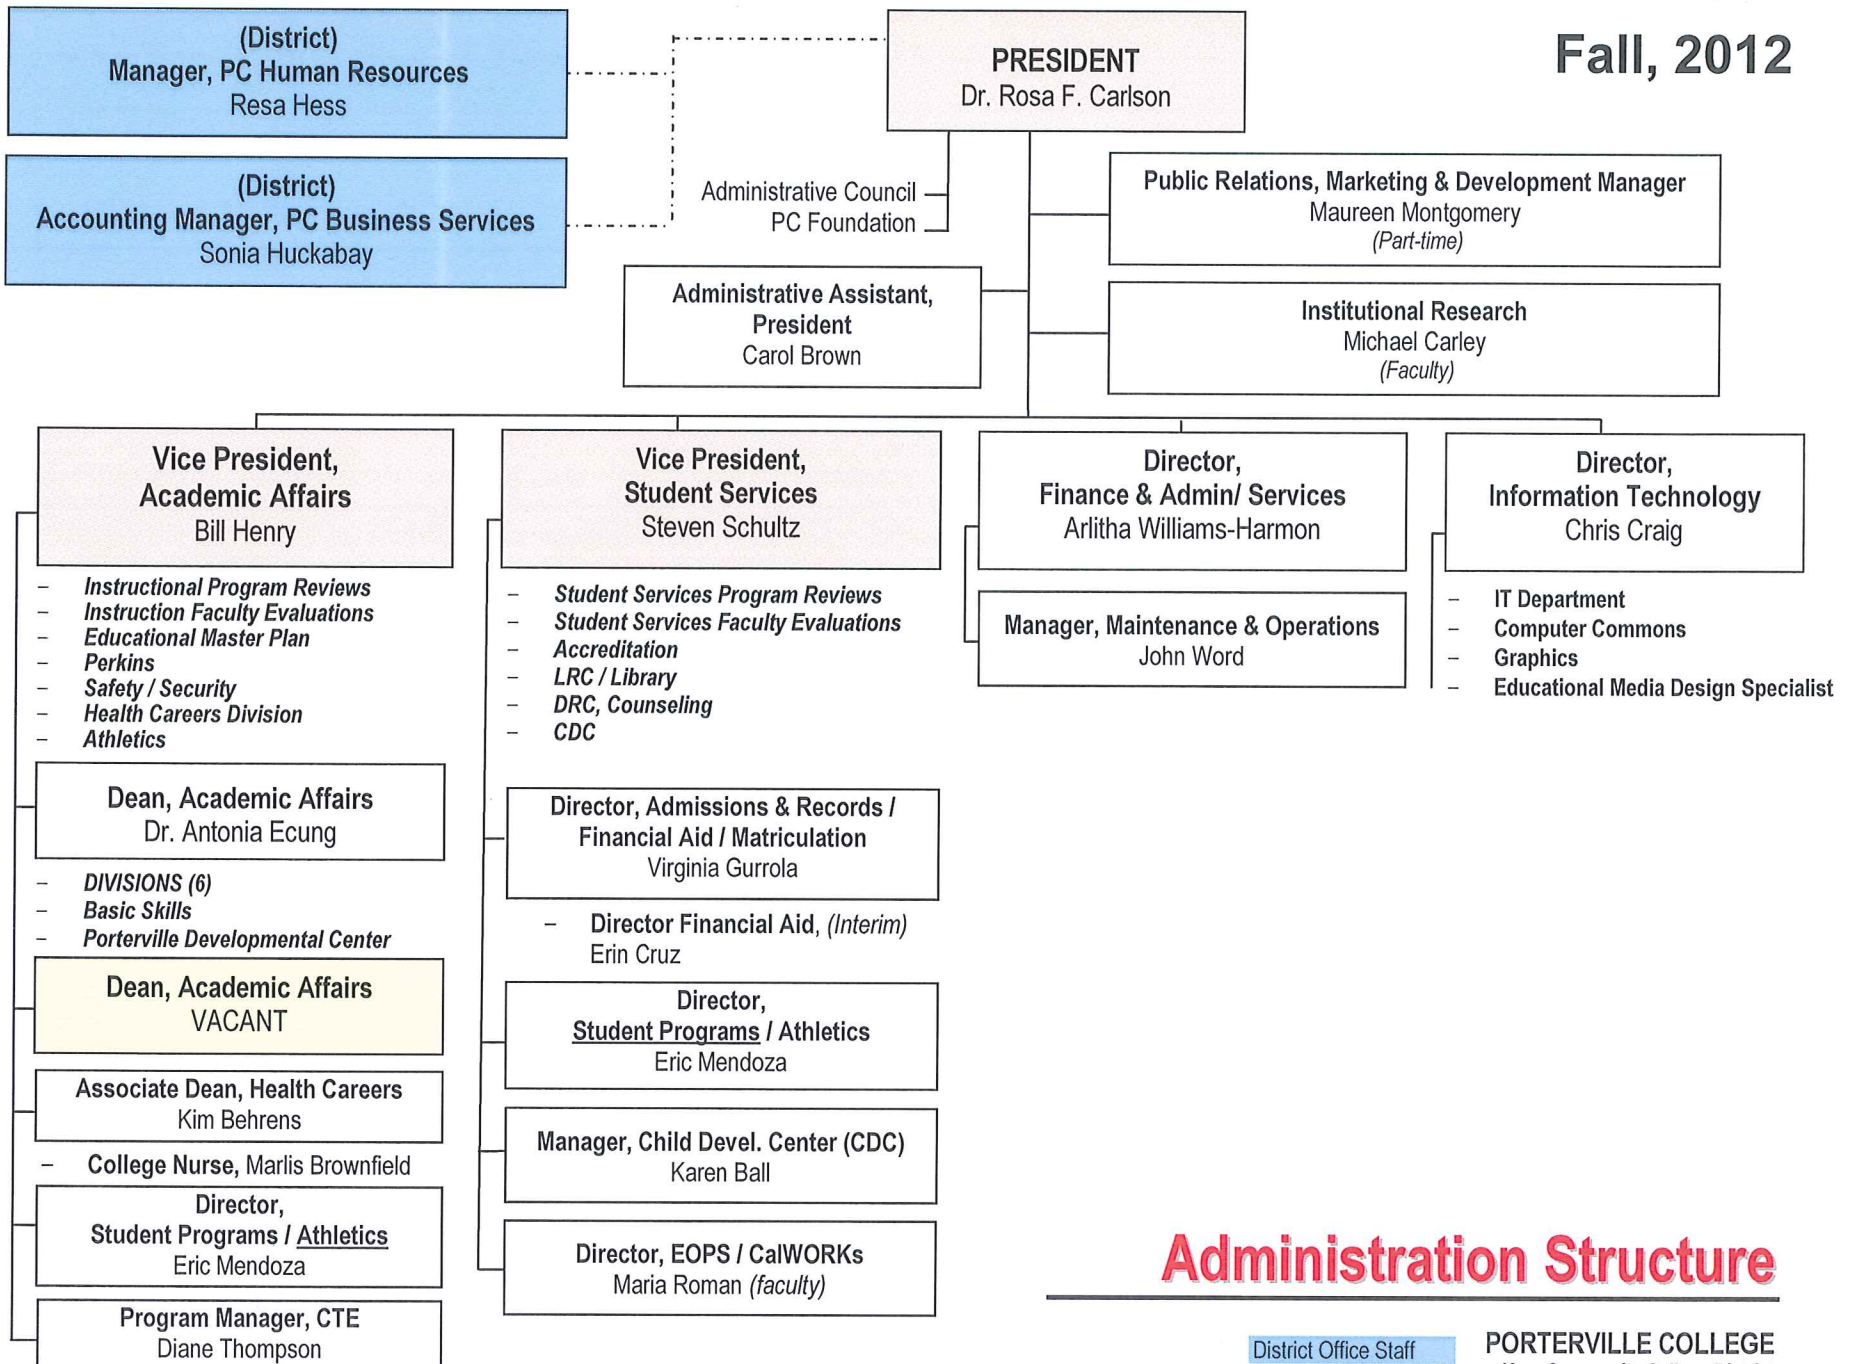 (District)
Manager, PC Human Resources
Resa Hess
(District)
Accounting Manager, PC Business Services
Sonia Huckabay
PRESIDENT
Dr. Rosa F. Carlson
Fall, 2012
Administrative Council
PC Foundation
Public Relations, Marketing & Development Manager
Maureen Montgomery
(Part-time)
Administrative Assistant,
President
Carol Brown
Institutional Research
Michael Carley
(Faculty)
Vice President,
Academic Affairs
Bill Henry
– Instructional Program Reviews
– Instruction Faculty Evaluations
– Educational Master Plan
– Perkins
– Safety / Security
– Health Careers Division
– Athletics
Dean, Academic Affairs
Dr. Antonia Ecung
– DIVISIONS (6)
– Basic Skills
– Porterville Developmental Center
Dean, Academic Affairs
VACANT
Associate Dean, Health Careers
Kim Behrens
– College Nurse, Marlis Brownfield
Director,
Student Programs / Athletics
Eric Mendoza
Program Manager, CTE
Diane Thompson
Vice President,
Student Services
Steven Schultz
– Student Services Program Reviews
– Student Services Faculty Evaluations
– Accreditation
– LRC / Library
– DRC, Counseling
– CDC
Director, Admissions & Records /
Financial Aid / Matriculation
Virginia Gurrola
– Director Financial Aid, (Interim)
Erin Cruz
Director,
Student Programs / Athletics
Eric Mendoza
Manager, Child Devel. Center (CDC)
Karen Ball
Director, EOPS / CalWORKs
Maria Roman (faculty)
Director,
Finance & Admin/ Services
Arlitha Williams-Harmon
Manager, Maintenance & Operations
John Word
Director,
Information Technology
Chris Craig
– IT Department
– Computer Commons
– Graphics
– Educational Media Design Specialist
Administration Structure
District Office Staff
PORTERVILLE COLLEGE